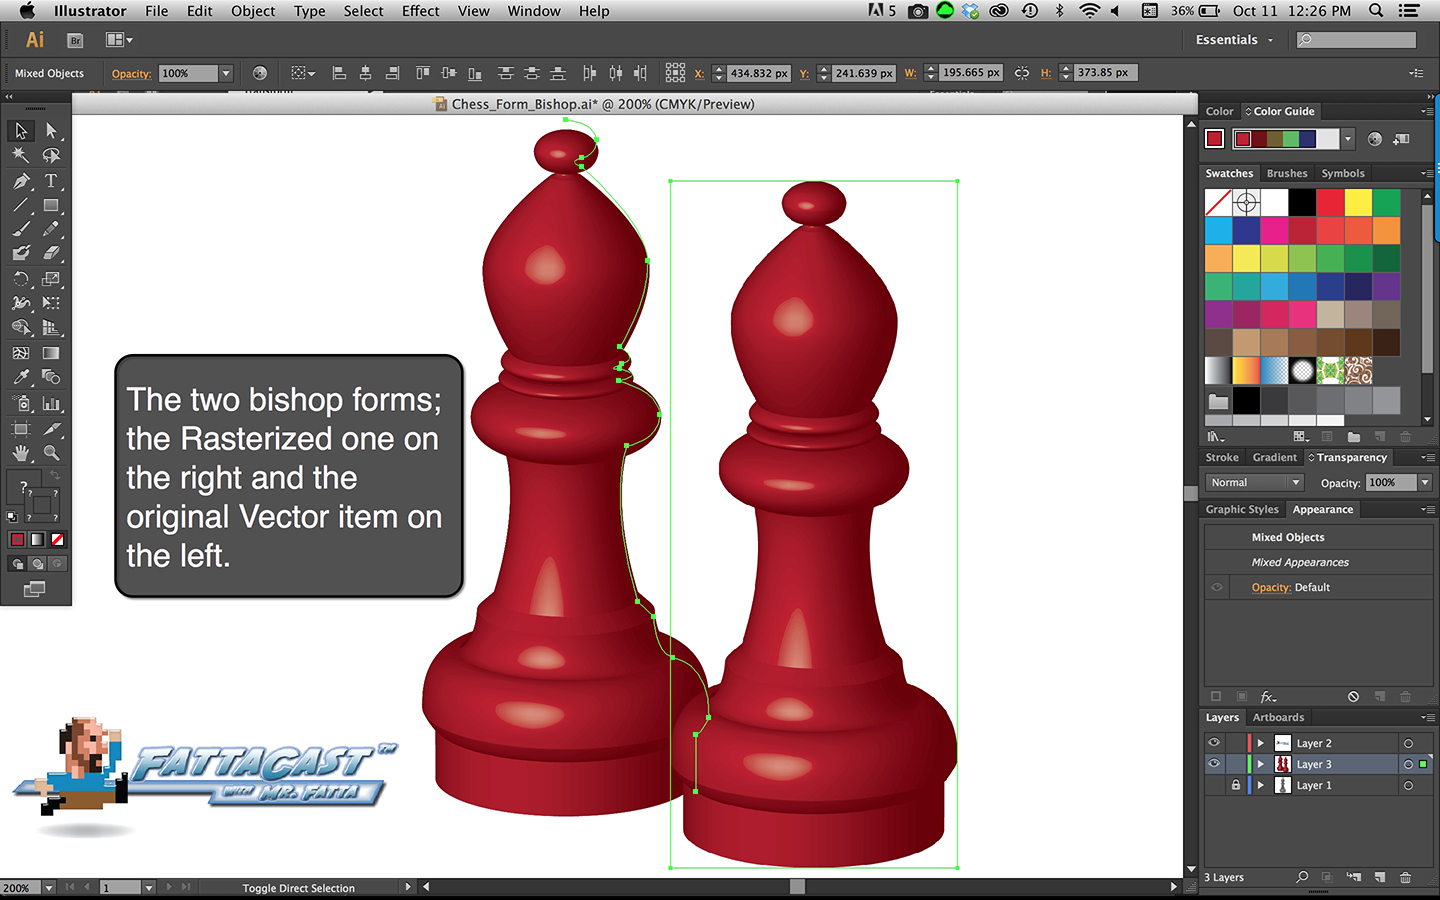 Illustrator File Edit Object Type Select Effect View Window Help
5 36% Oct 11 12:26 PM
Ai Br Essentials
Mixed Objects Opacity: 100% X: 434.832 px Y: 241.639 px W: 195.665 px H: 373.85 px
Chess_Form_Bishop.ai* @ 200% (CMYK/Preview)
Color Color Guide
Swatches Brushes Symbols
The two bishop forms;
the Rasterized one on
the right and the
original Vector item on
the left.
Stroke Gradient Transparency
Normal Opacity: 100%
Graphic Styles Appearance
Mixed Objects
Mixed Appearances
Opacity: Default
fx
Layers Artboards
Layer 2
Layer 3
Layer 1
FATTACAST™
WITH MR. FATTA
3 Layers
200% 1 Toggle Direct Selection